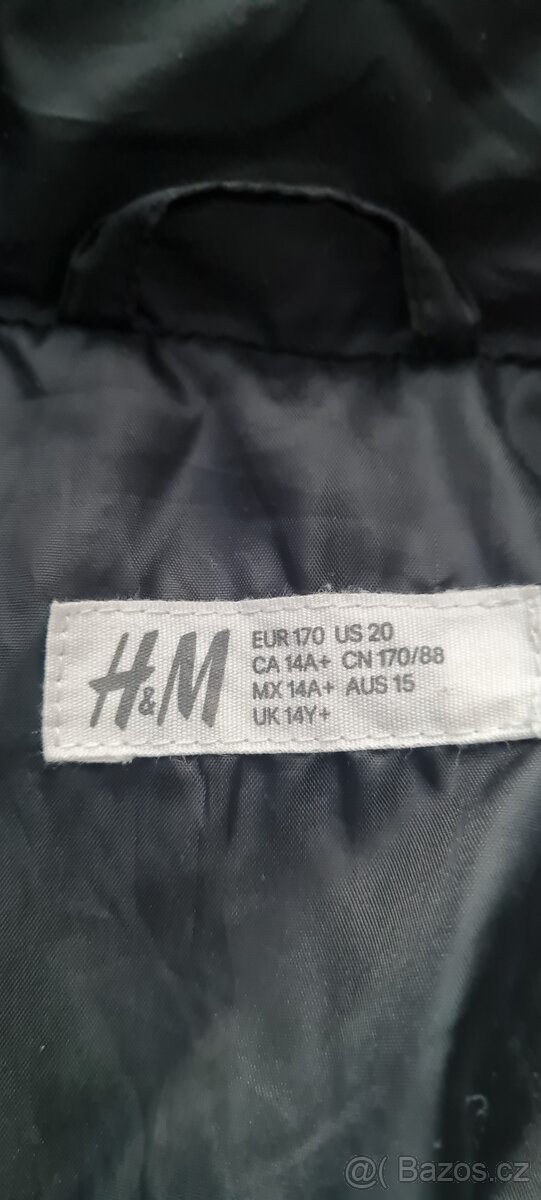 H&M
EUR 170 US 20
CA 14A+ CN 170/88
MX 14A+ AUS 15
UK 14Y+
@( Bazos.cz